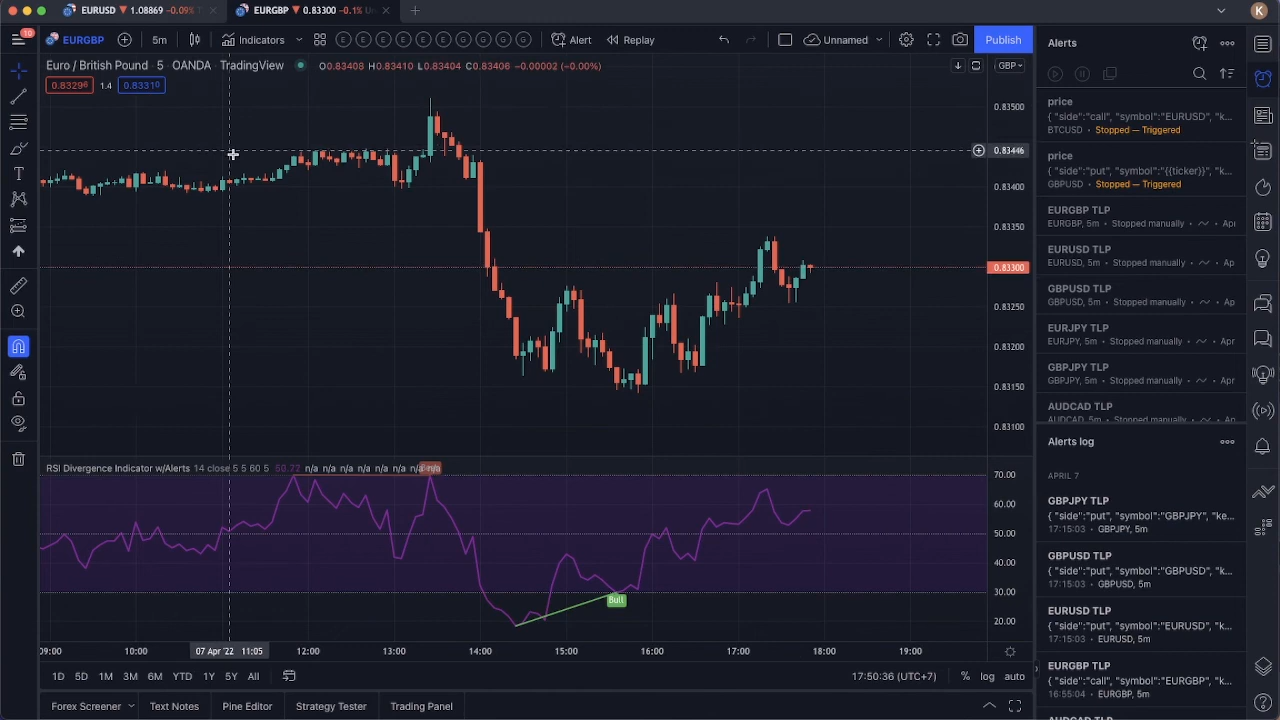 EURUSD ▼ 1.08869 −0.09%
EURGBP ▼ 0.83300 −0.1%
K
10
EURGBP
5m
Indicators
E E E E E E G G G G
Alert
Replay
Unnamed
Publish
Euro / British Pound · 5 · OANDA · TradingView
O0.83408 H0.83410 L0.83404 C0.83406 −0.00002 (−0.00%)
0.83296
1.4
0.83310
GBP
0.83500
0.83446
0.83400
0.83350
0.83300
0.83250
0.83200
0.83150
0.83100
RSI Divergence Indicator w/Alerts 14 close 5 5 60 5 50.72 n/a n/a n/a n/a n/a n/a n/a n/a
Bull
70.00
60.00
50.00
40.00
30.00
20.00
09:00
10:00
07 Apr '22 11:05
12:00
13:00
14:00
15:00
16:00
17:00
18:00
19:00
1D 5D 1M 3M 6M YTD 1Y 5Y All
17:50:36 (UTC+7)
% log auto
Forex Screener
Text Notes
Pine Editor
Strategy Tester
Trading Panel
Alerts
price
{ "side":"call", "symbol":"EURUSD", "k...
BTCUSD • Stopped — Triggered
price
{ "side":"put", "symbol":"{{ticker}}", "k...
GBPUSD • Stopped — Triggered
EURGBP TLP
EURGBP, 5m • Stopped manually • Apr
EURUSD TLP
EURUSD, 5m • Stopped manually • Ap
GBPUSD TLP
GBPUSD, 5m • Stopped manually • Ap
EURJPY TLP
EURJPY, 5m • Stopped manually • Apr
GBPJPY TLP
GBPJPY, 5m • Stopped manually • Apr
AUDCAD TLP
Alerts log
APRIL 7
GBPJPY TLP
{ "side":"put", "symbol":"GBPJPY", "ke...
17:15:03 • GBPJPY, 5m
GBPUSD TLP
{ "side":"put", "symbol":"GBPUSD", "k...
17:15:03 • GBPUSD, 5m
EURUSD TLP
{ "side":"put", "symbol":"EURUSD", "k...
17:15:03 • EURUSD, 5m
EURGBP TLP
{ "side":"call", "symbol":"EURGBP", "k...
16:55:04 • EURGBP, 5m